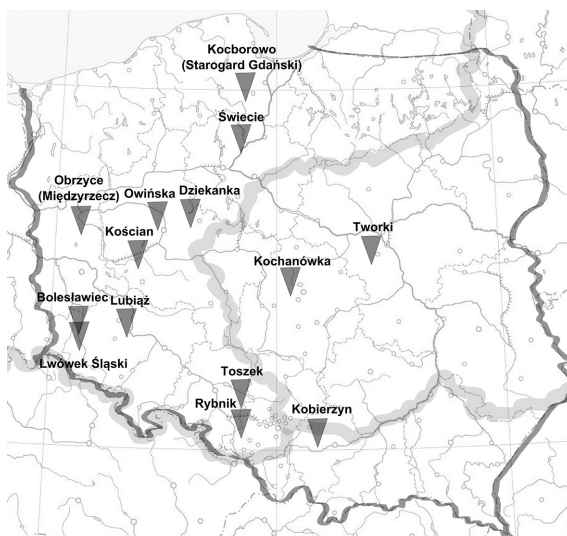 Kocborowo
(Starogard Gdański)
Świecie
Obrzyce
(Międzyrzecz)
Owińska
Dziekanka
Kościan
Tworki
Kochanówka
Bolesławiec
Lubiąż
Lwówek Śląski
Toszek
Rybnik
Kobierzyn